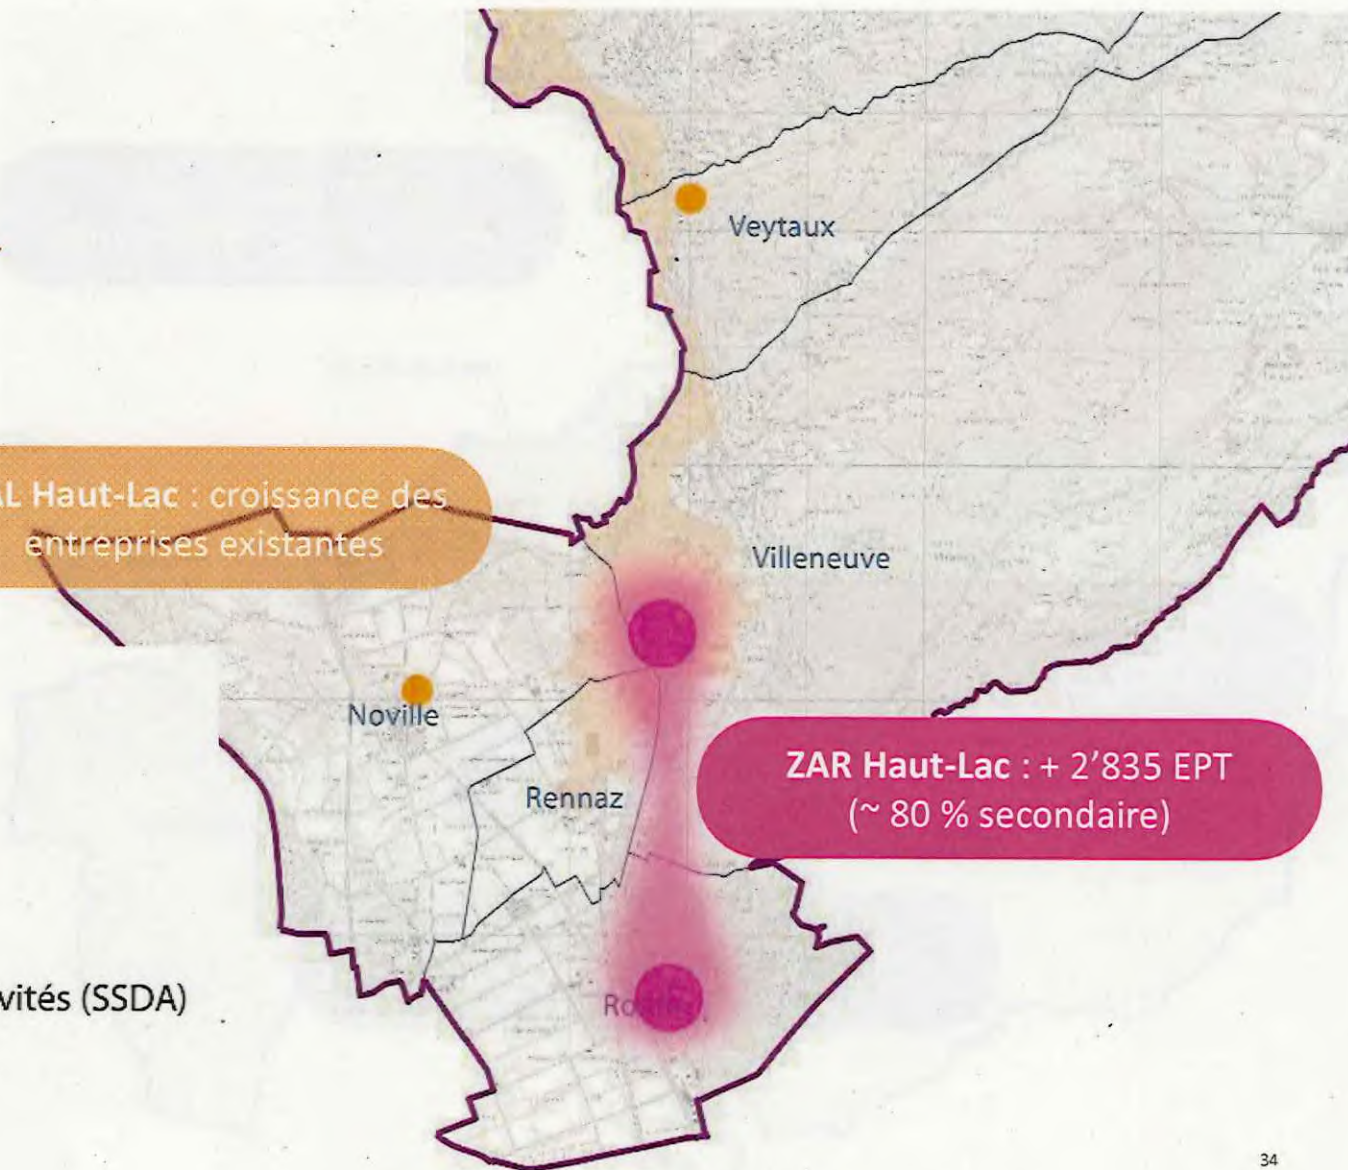 Veytaux
AL Haut-Lac : croissance des
entreprises existantes
Villeneuve
Noville
ZAR Haut-Lac : + 2'835 EPT
(~ 80 % secondaire)
Rennaz
vités (SSDA)
34